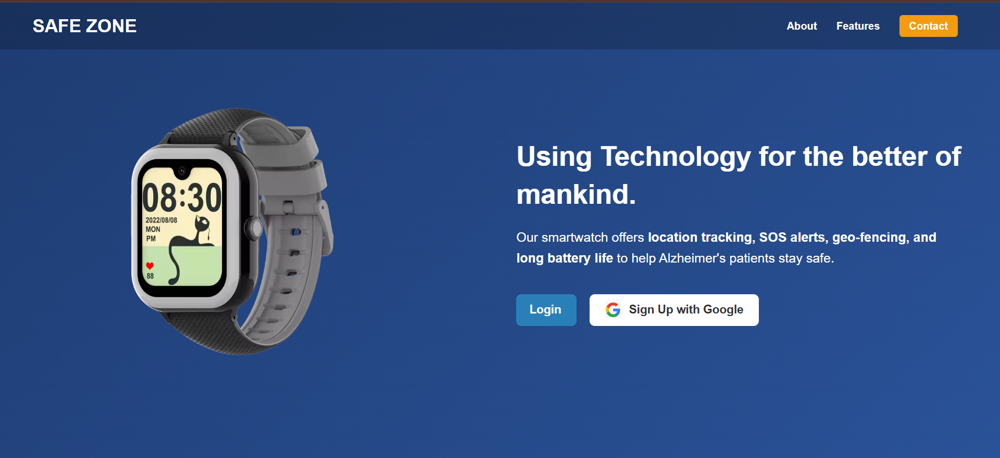 SAFE ZONE
About
Features
Contact
08:30
2022/08/08
MON
PM
88
Using Technology for the better of
mankind.
Our smartwatch offers location tracking, SOS alerts, geo-fencing, and
long battery life to help Alzheimer's patients stay safe.
Login
Sign Up with Google